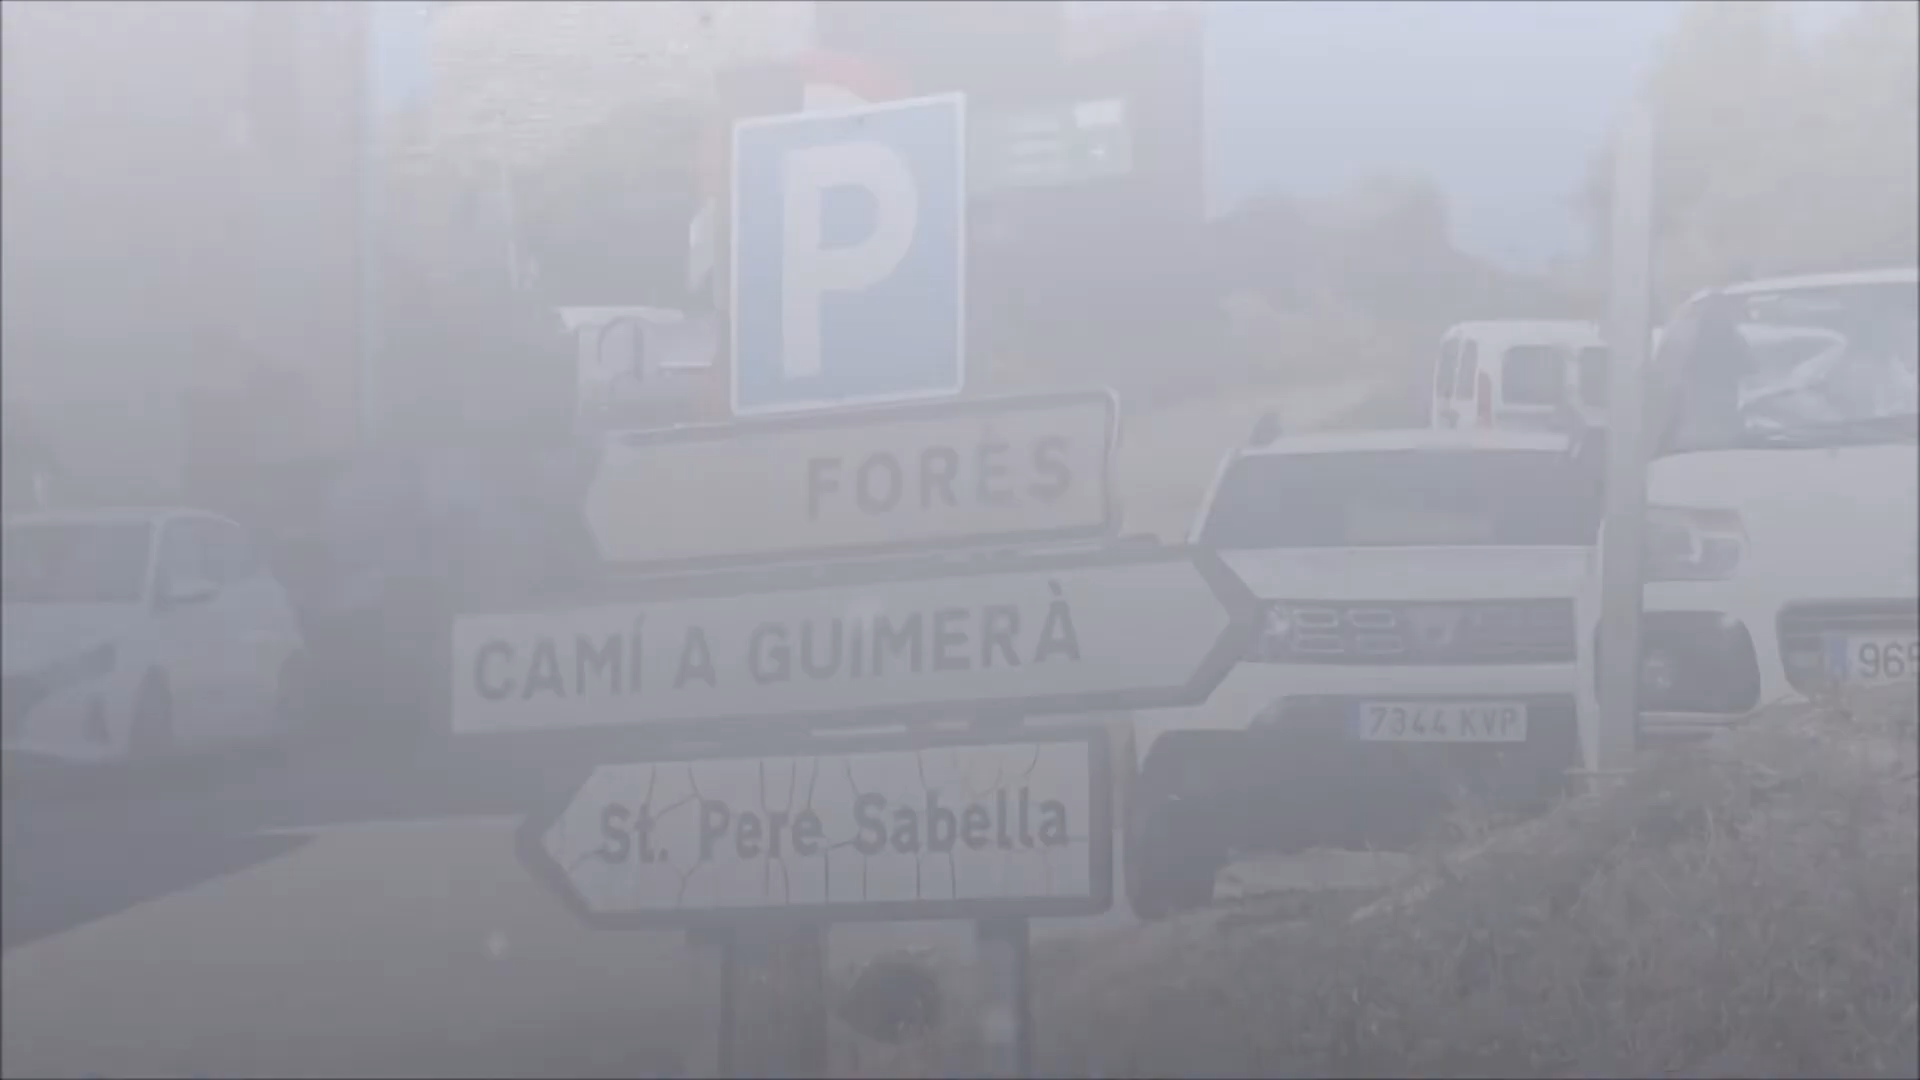 P
FORÈS
CAMÍ A GUIMERÀ
7344 KVP
St. Pere Sabella